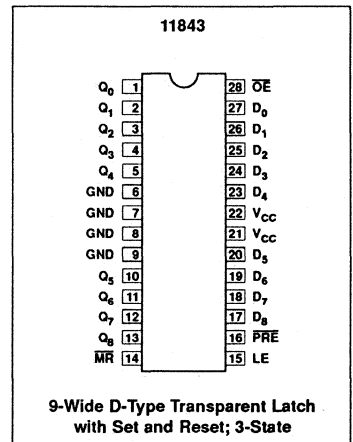 11843
Q0 1 28 O̅E̅
Q1 2 27 D0
Q2 3 26 D1
Q3 4 25 D2
Q4 5 24 D3
GND 6 23 D4
GND 7 22 VCC
GND 8 21 VCC
GND 9 20 D5
Q5 10 19 D6
Q6 11 18 D7
Q7 12 17 D8
Q8 13 16 P̅R̅E̅
M̅R̅ 14 15 LE
9-Wide D-Type Transparent Latch
with Set and Reset; 3-State